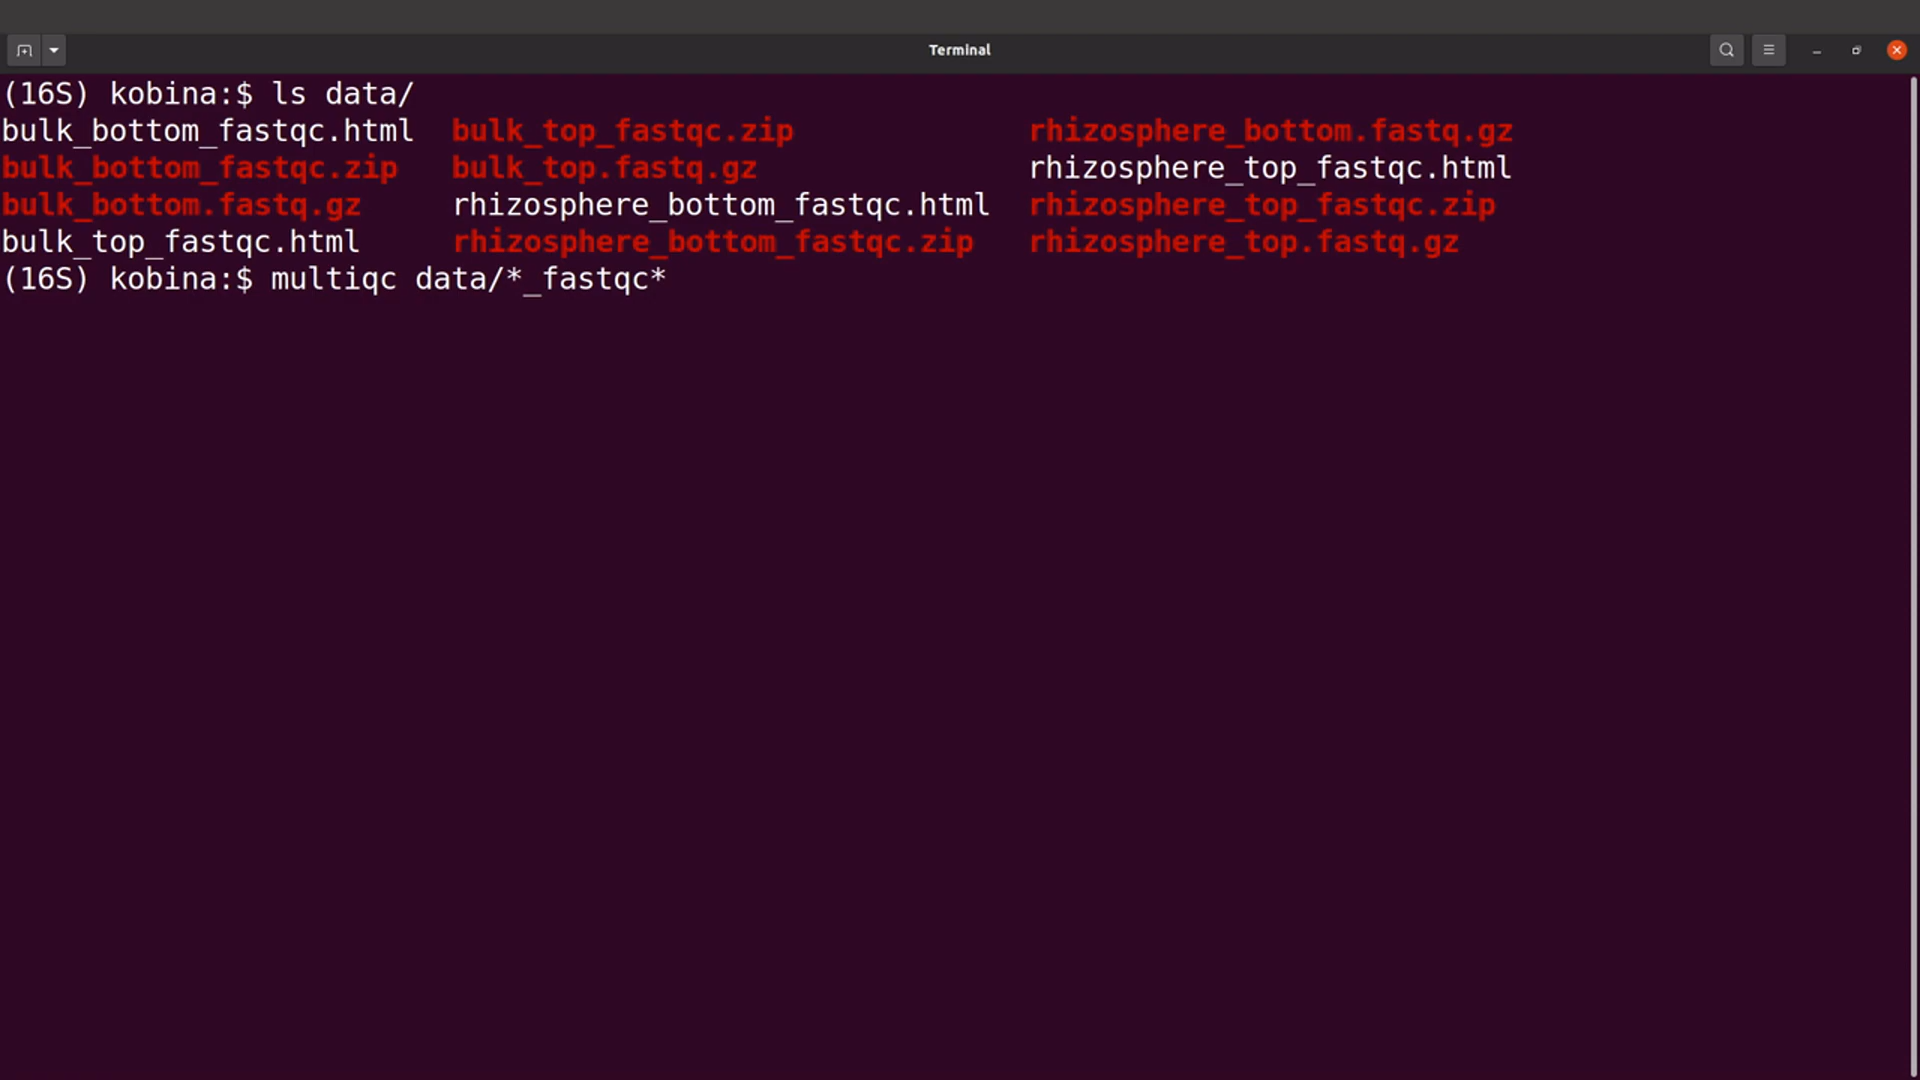 Terminal
(16S) kobina:$ ls data/
bulk_bottom_fastqc.html bulk_top_fastqc.zip rhizosphere_bottom.fastq.gz
bulk_bottom_fastqc.zip bulk_top.fastq.gz rhizosphere_top_fastqc.html
bulk_bottom.fastq.gz rhizosphere_bottom_fastqc.html rhizosphere_top_fastqc.zip
bulk_top_fastqc.html rhizosphere_bottom_fastqc.zip rhizosphere_top.fastq.gz
(16S) kobina:$ multiqc data/*_fastqc*